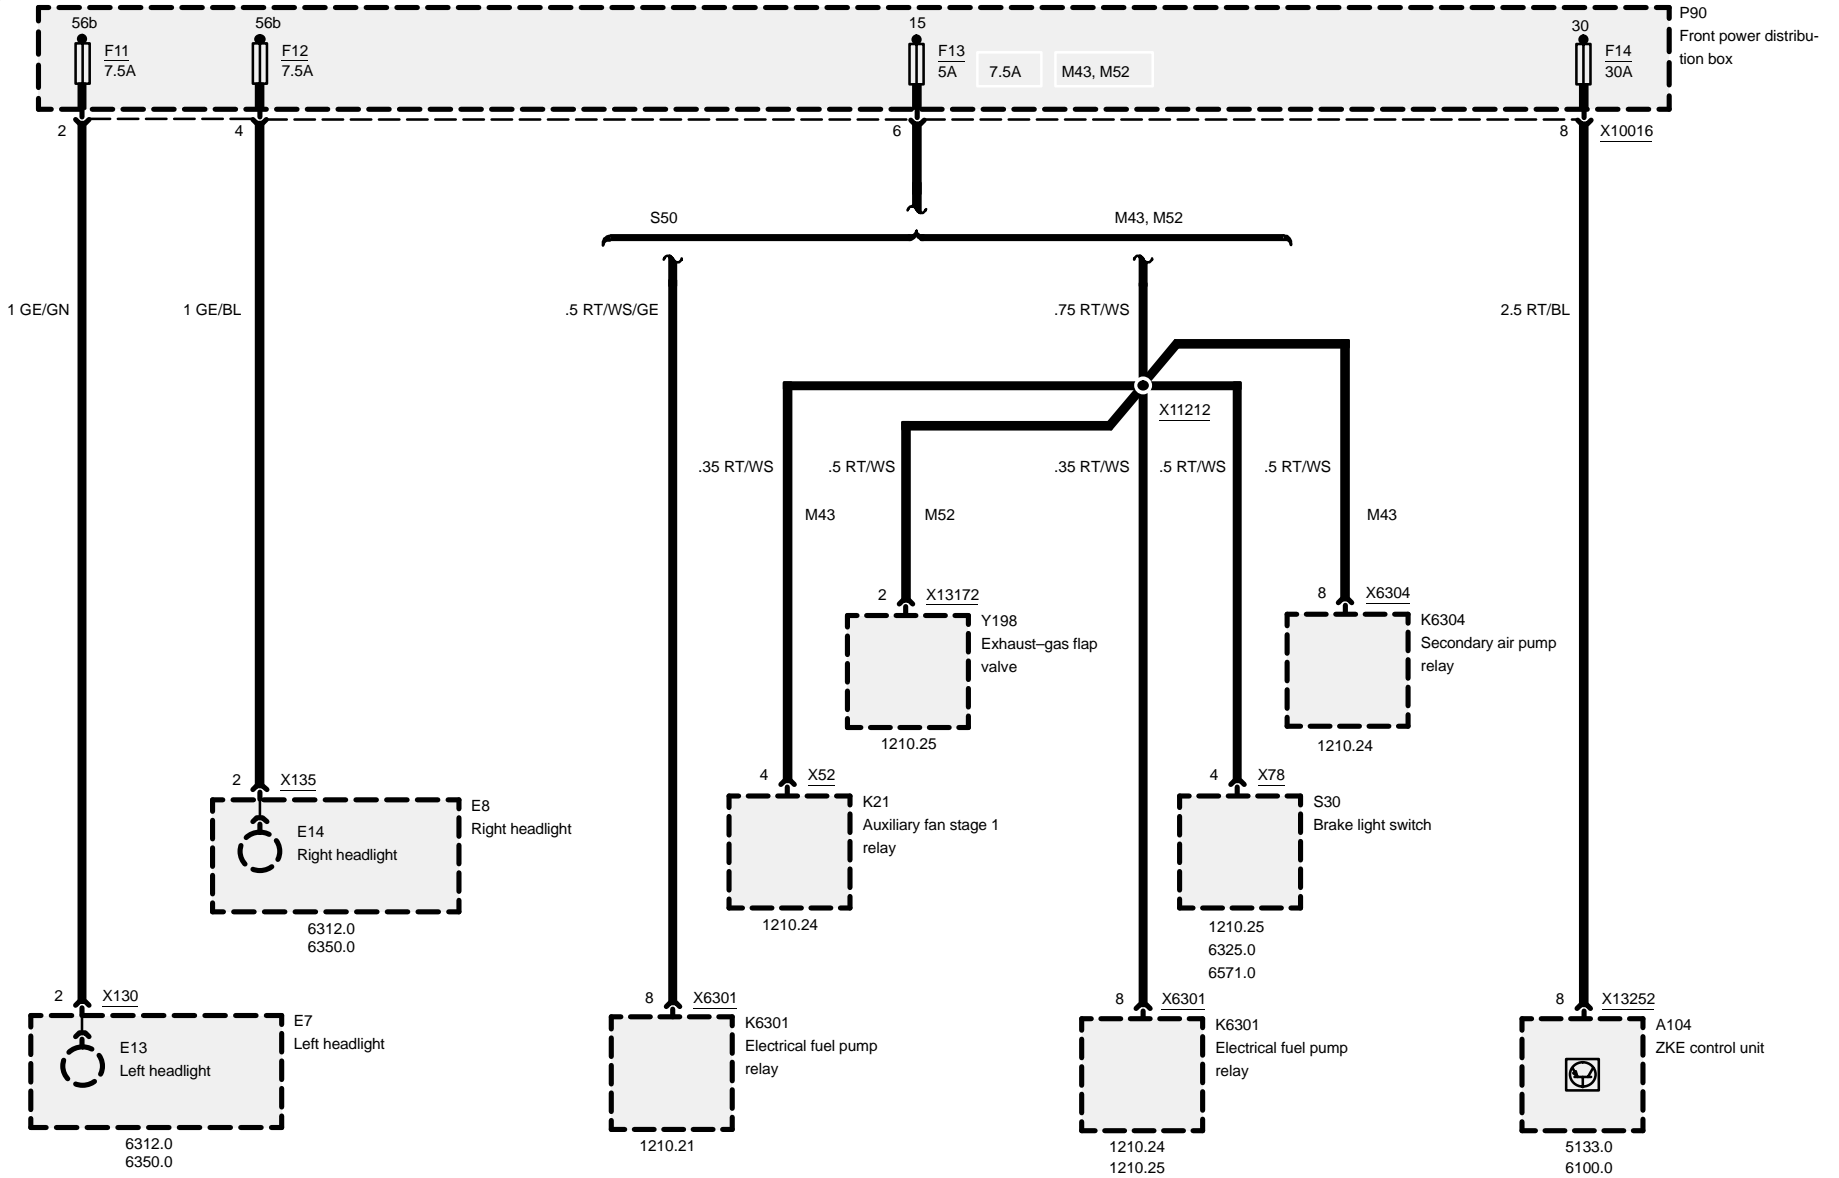 56b
56b
15
30
P90
Front power distribu-
tion box
F11
7.5A
F12
7.5A
F13
5A
7.5A
M43, M52
F14
30A
2
4
6
8
X10016
S50
M43, M52
1 GE/GN
1 GE/BL
.5 RT/WS/GE
.75 RT/WS
2.5 RT/BL
X11212
.35 RT/WS
.5 RT/WS
.35 RT/WS
.5 RT/WS
.5 RT/WS
M43
M52
M43
2
X13172
8
X6304
Y198
Exhaust–gas flap
valve
K6304
Secondary air pump
relay
1210.25
1210.24
2
X135
4
X52
4
X78
E8
Right headlight
E14
Right headlight
K21
Auxiliary fan stage 1
relay
S30
Brake light switch
6312.0
6350.0
1210.24
1210.25
6325.0
6571.0
2
X130
8
X6301
8
X6301
8
X13252
E7
Left headlight
E13
Left headlight
K6301
Electrical fuel pump
relay
K6301
Electrical fuel pump
relay
A104
ZKE control unit
6312.0
6350.0
1210.21
1210.24
1210.25
5133.0
6100.0